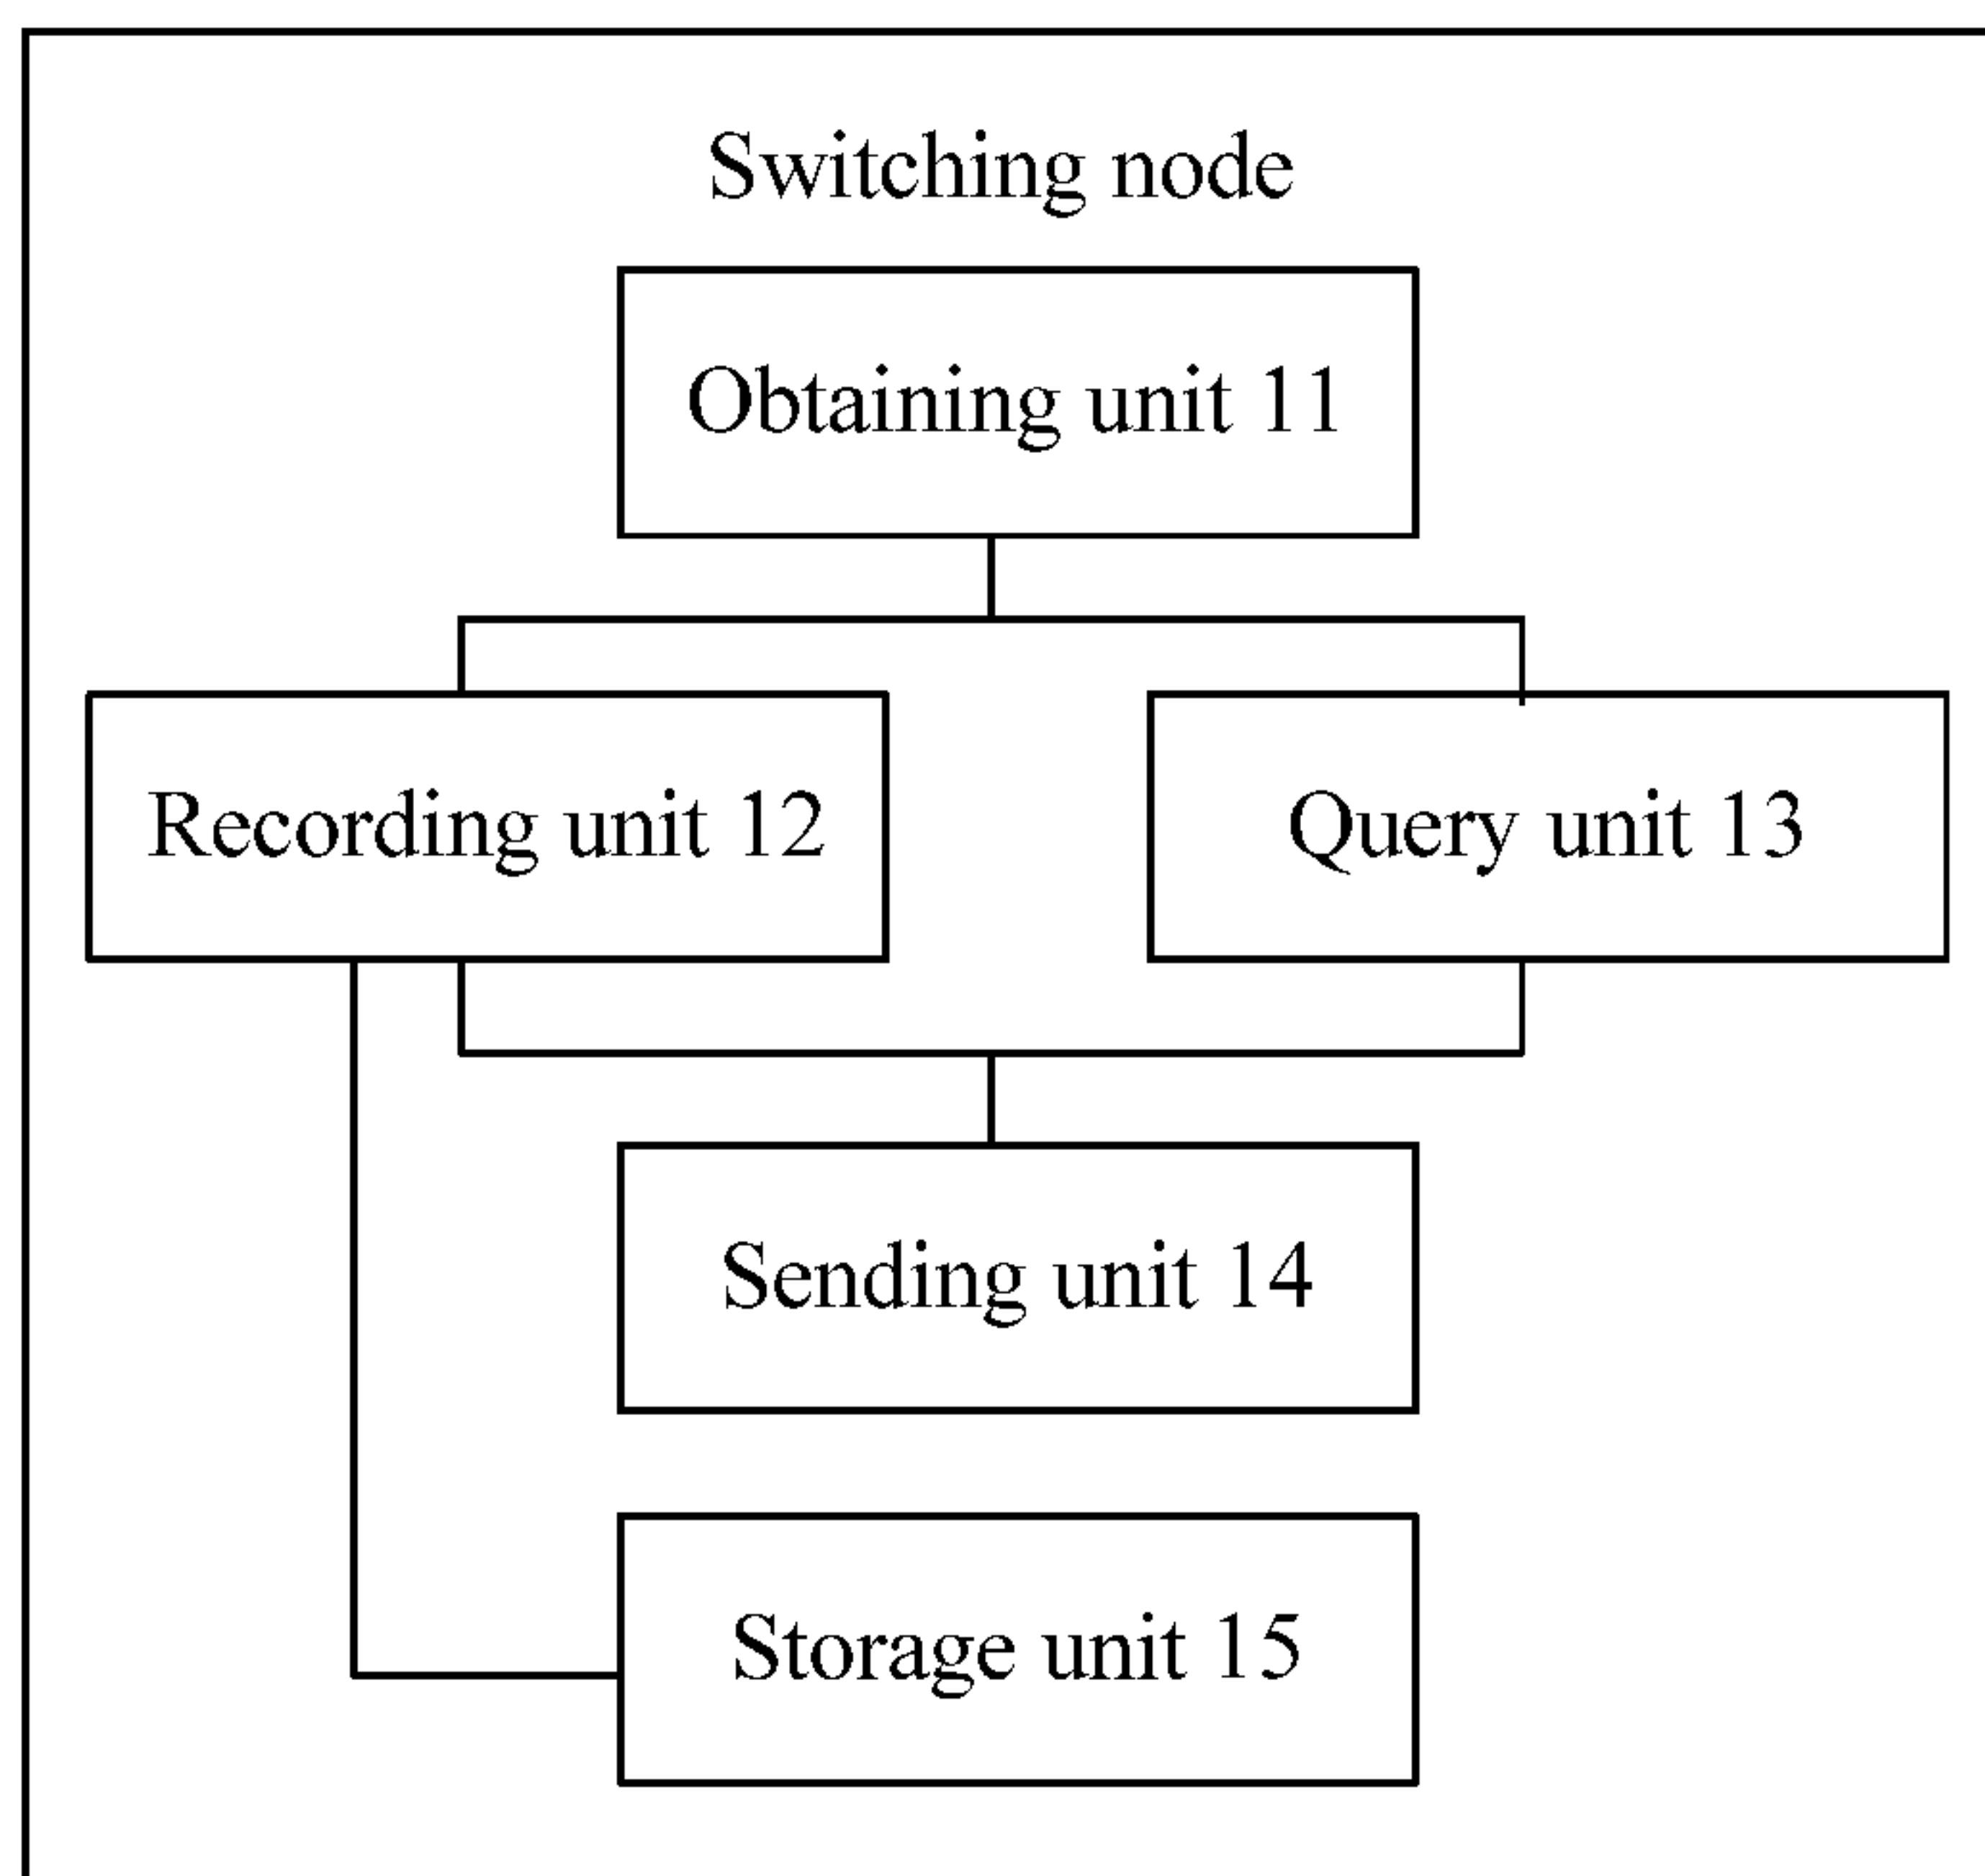 Switching node
Obtaining unit 11
Recording unit 12
Query unit 13
Sending unit 14
Storage unit 15